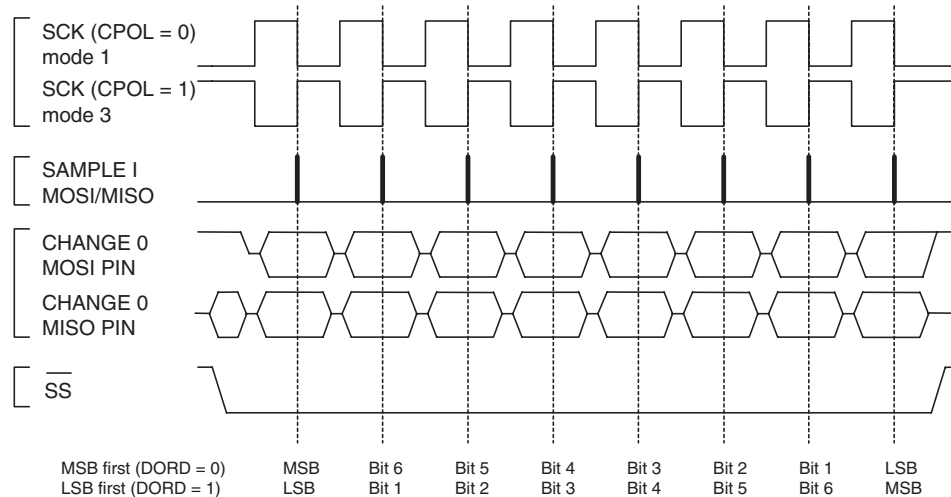 SCK (CPOL = 0)
mode 1
SCK (CPOL = 1)
mode 3
SAMPLE I
MOSI/MISO
CHANGE 0
MOSI PIN
CHANGE 0
MISO PIN
SS
MSB first (DORD = 0) MSB Bit 6 Bit 5 Bit 4 Bit 3 Bit 2 Bit 1 LSB
LSB first (DORD = 1) LSB Bit 1 Bit 2 Bit 3 Bit 4 Bit 5 Bit 6 MSB